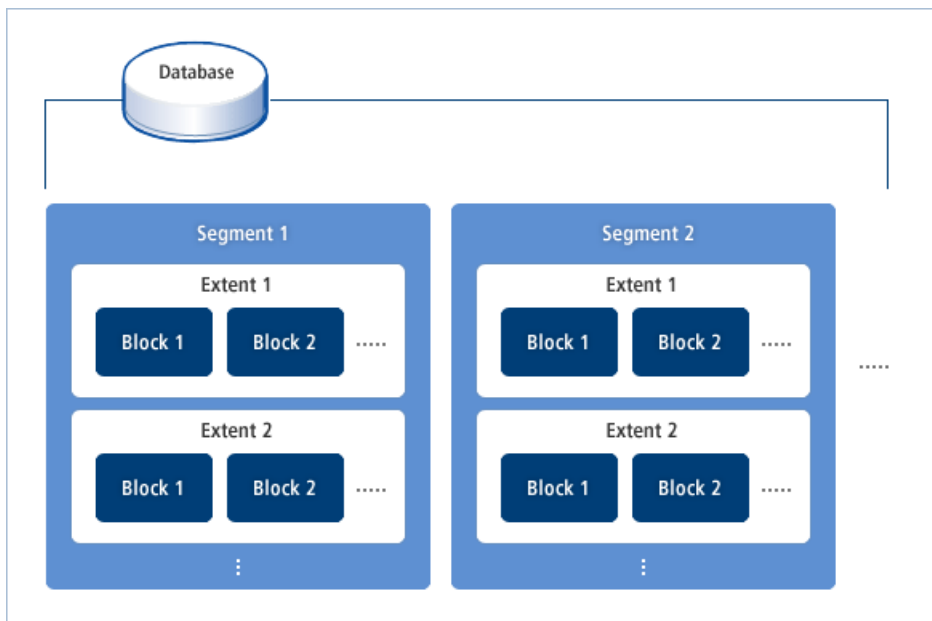 Database
Segment 1
Extent 1
Block 1 Block 2 .....
Extent 2
Block 1 Block 2 .....
⋮
Segment 2
Extent 1
Block 1 Block 2 .....
Extent 2
Block 1 Block 2 .....
⋮
.....